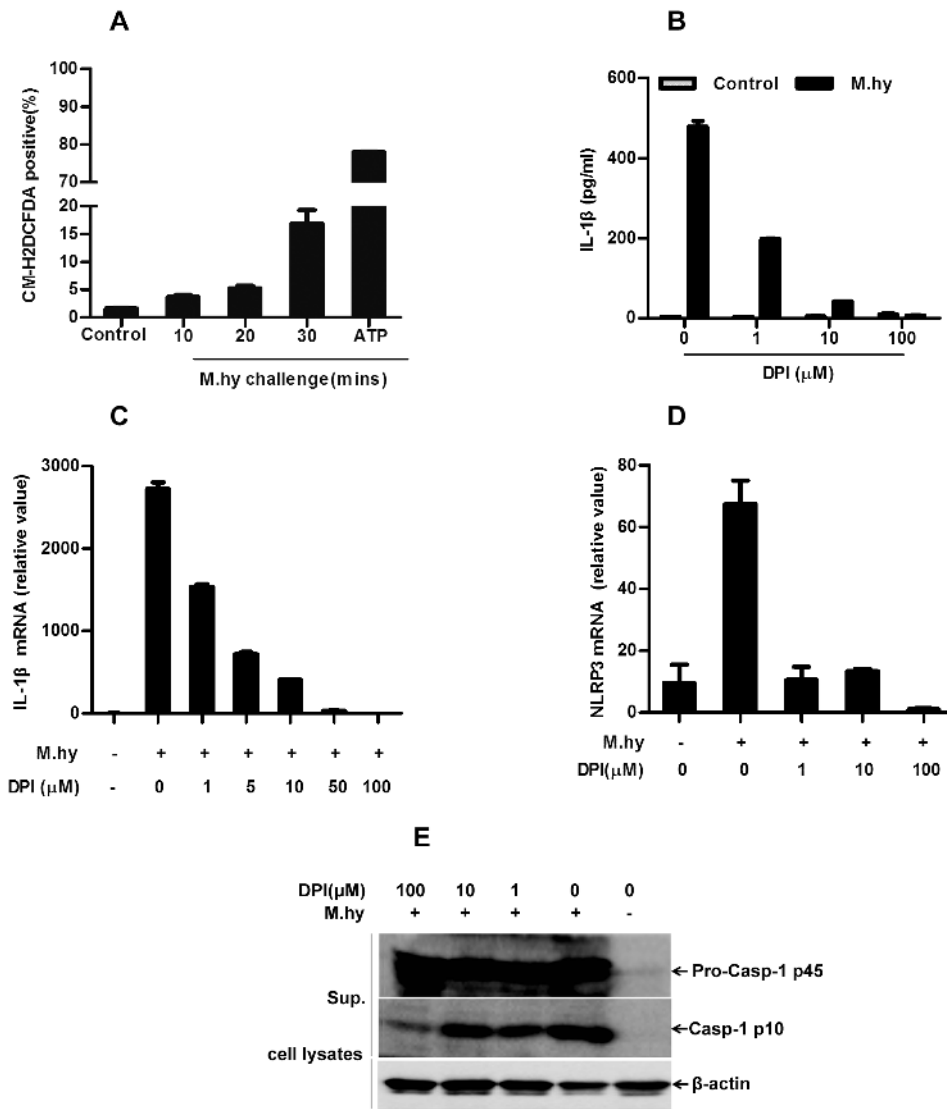 A
CM-H2DCFDA positive(%)
100
90
80
70
20
15
10
5
0
Control 10 20 30 ATP
M.hy challenge(mins)
B
Control M.hy
IL-1β (pg/ml)
600
400
200
0
0 1 10 100
DPI (μM)
C
IL-1β mRNA (relative value)
3000
2000
1000
0
M.hy - + + + + + +
DPI (μM) - 0 1 5 10 50 100
D
NLRP3 mRNA (relative value)
80
60
40
20
0
M.hy - + + + +
DPI(μM) 0 0 1 10 100
E
DPI(μM) 100 10 1 0 0
M.hy + + + + -
Pro-Casp-1 p45
Sup.
Casp-1 p10
cell lysates
β-actin